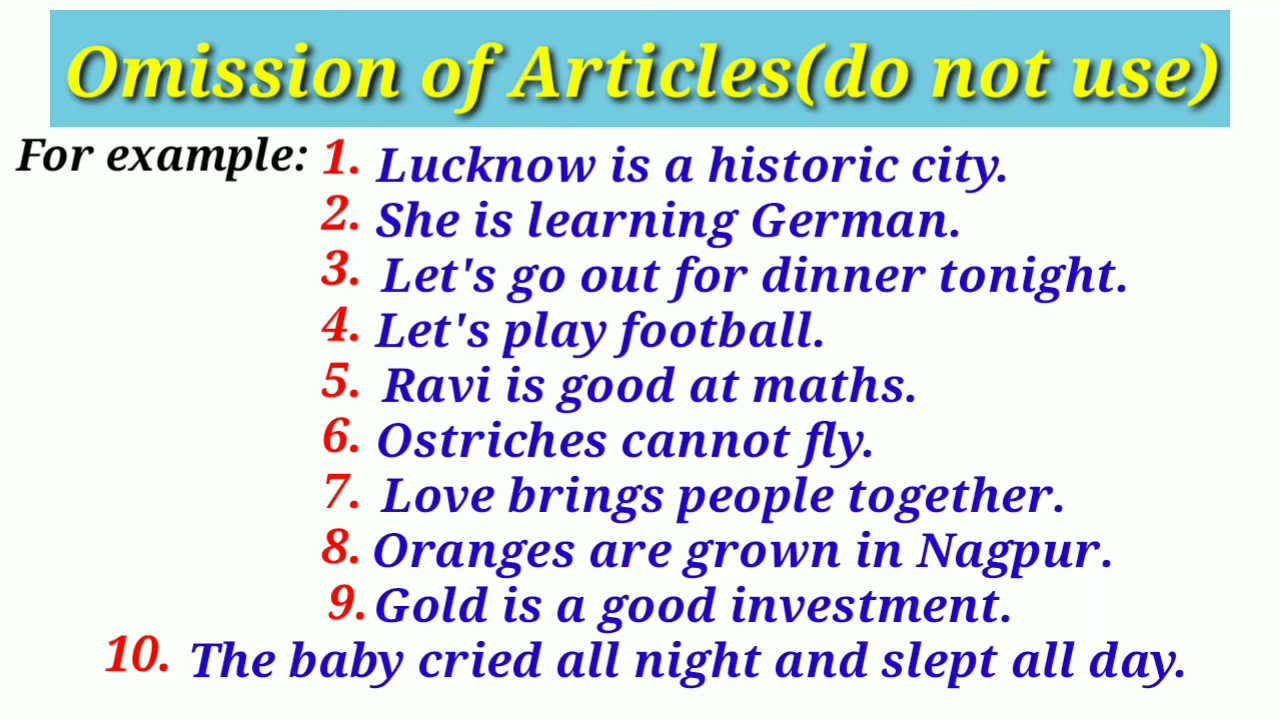 Omission of Articles(do not use)
For example: 1. Lucknow is a historic city.
2. She is learning German.
3. Let's go out for dinner tonight.
4. Let's play football.
5. Ravi is good at maths.
6. Ostriches cannot fly.
7. Love brings people together.
8. Oranges are grown in Nagpur.
9. Gold is a good investment.
10. The baby cried all night and slept all day.